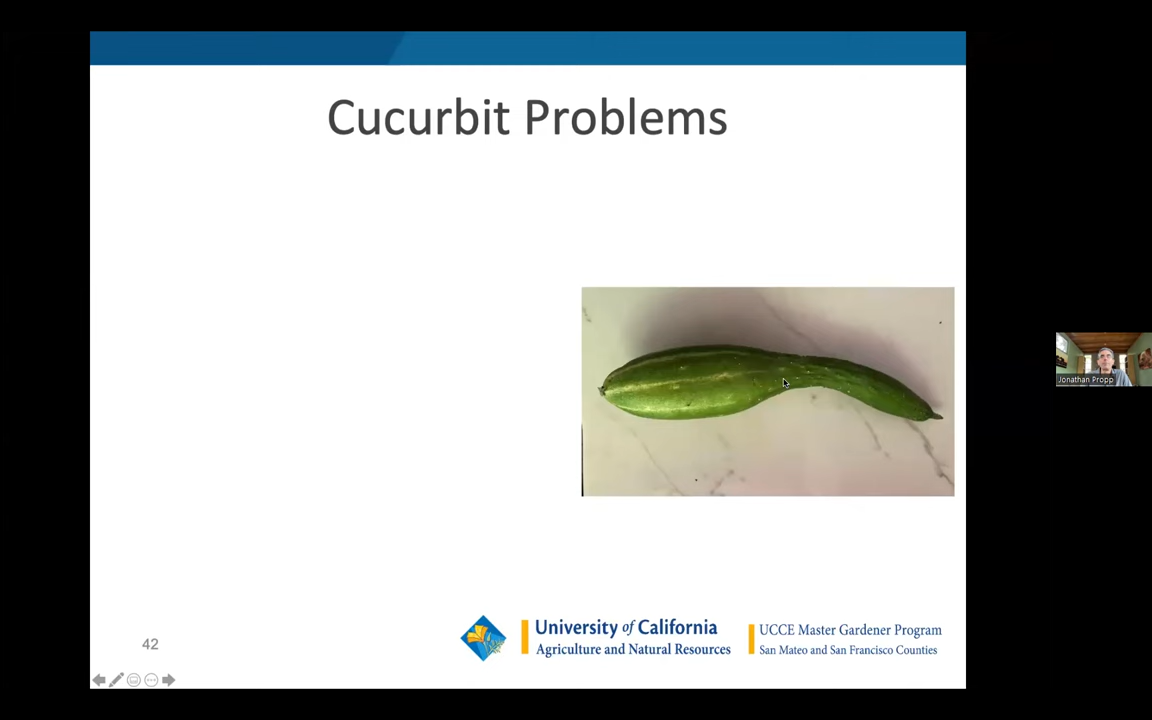 Cucurbit Problems
Jonathan Propp
University of California
Agriculture and Natural Resources
UCCE Master Gardener Program
San Mateo and San Francisco Counties
42